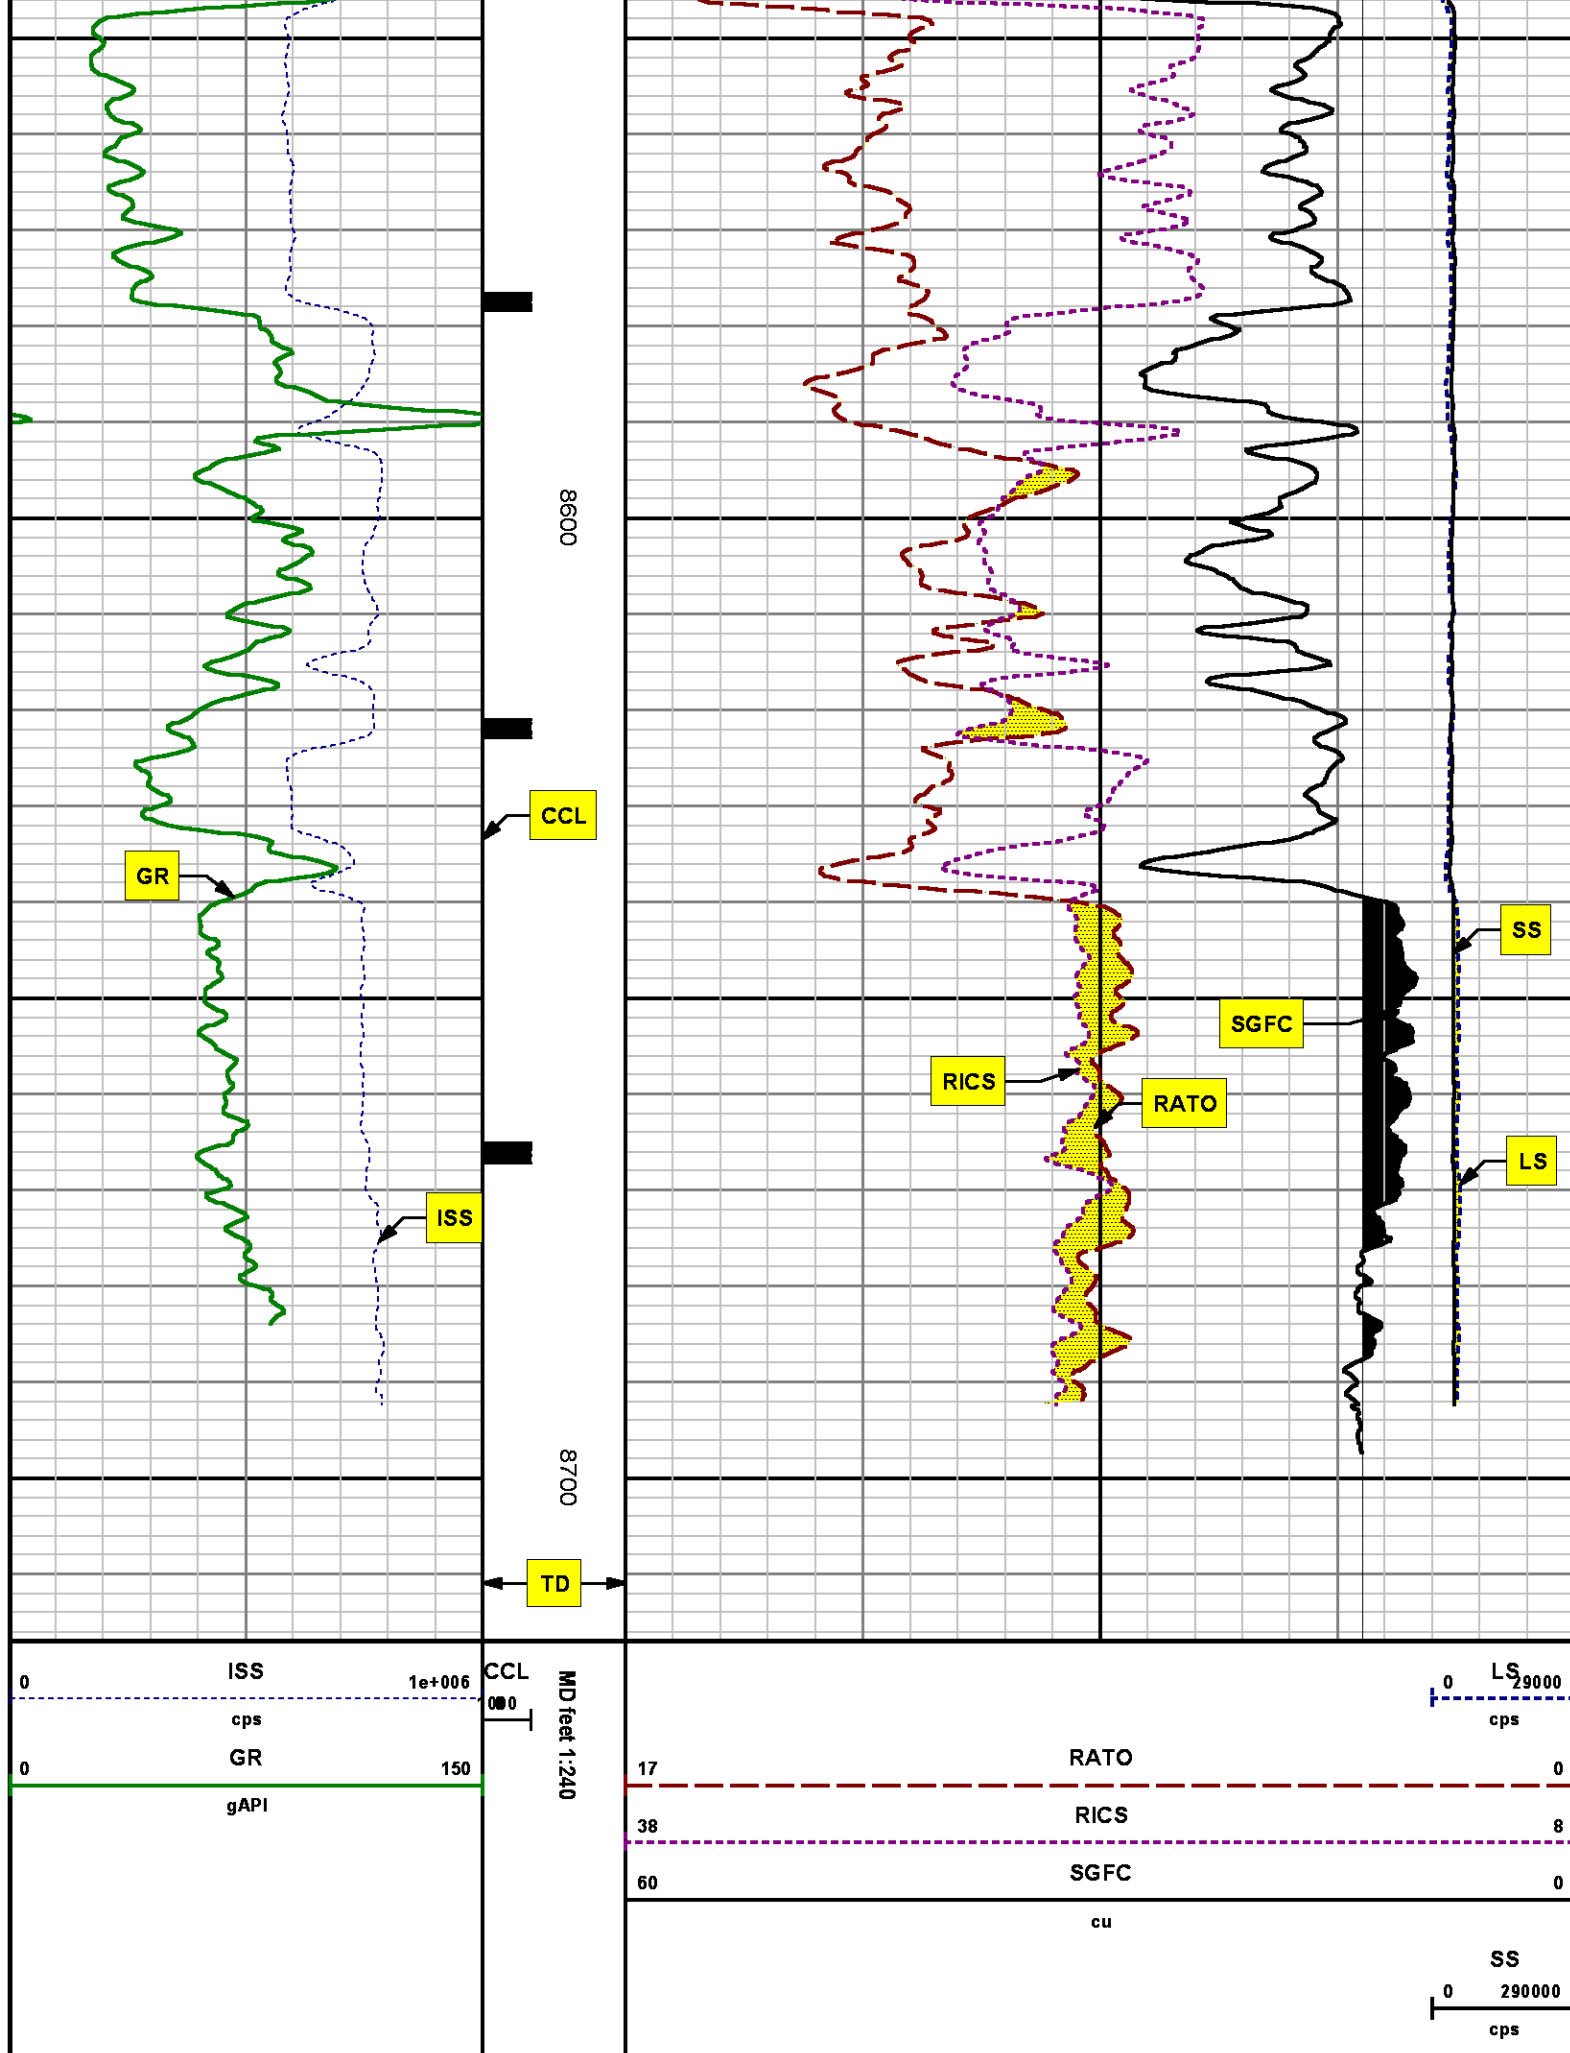 8600
CCL
GR
SS
SGFC
RICS
RATO
LS
ISS
8700
TD
0 ISS 1e+006
cps
GR
0 150
gAPI
CCL
MD feet 1:240
LS
0 29000
cps
RATO
17 0
RICS
38 8
SGFC
60 0
cu
SS
0 290000
cps